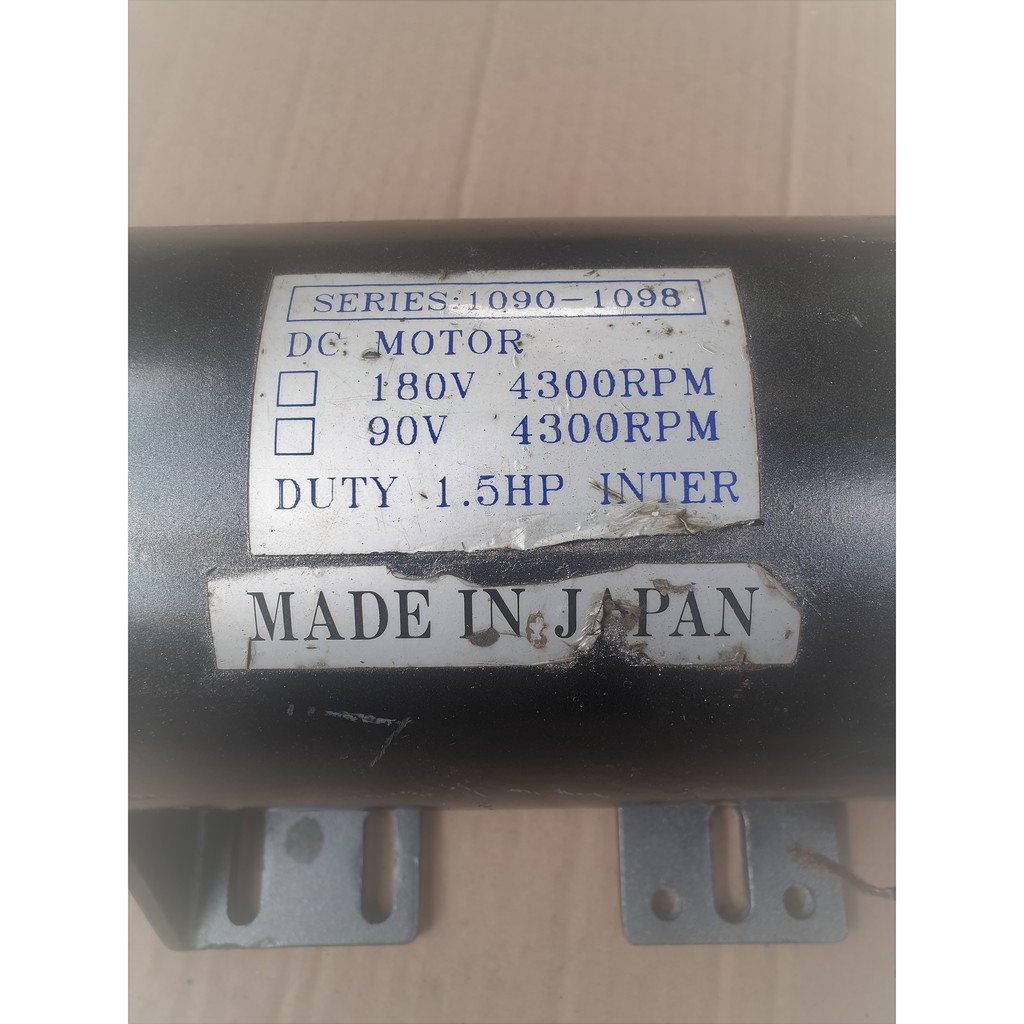 SERIES:1090-1098
DC MOTOR
180V 4300RPM
90V 4300RPM
DUTY 1.5HP INTER
MADE IN JAPAN